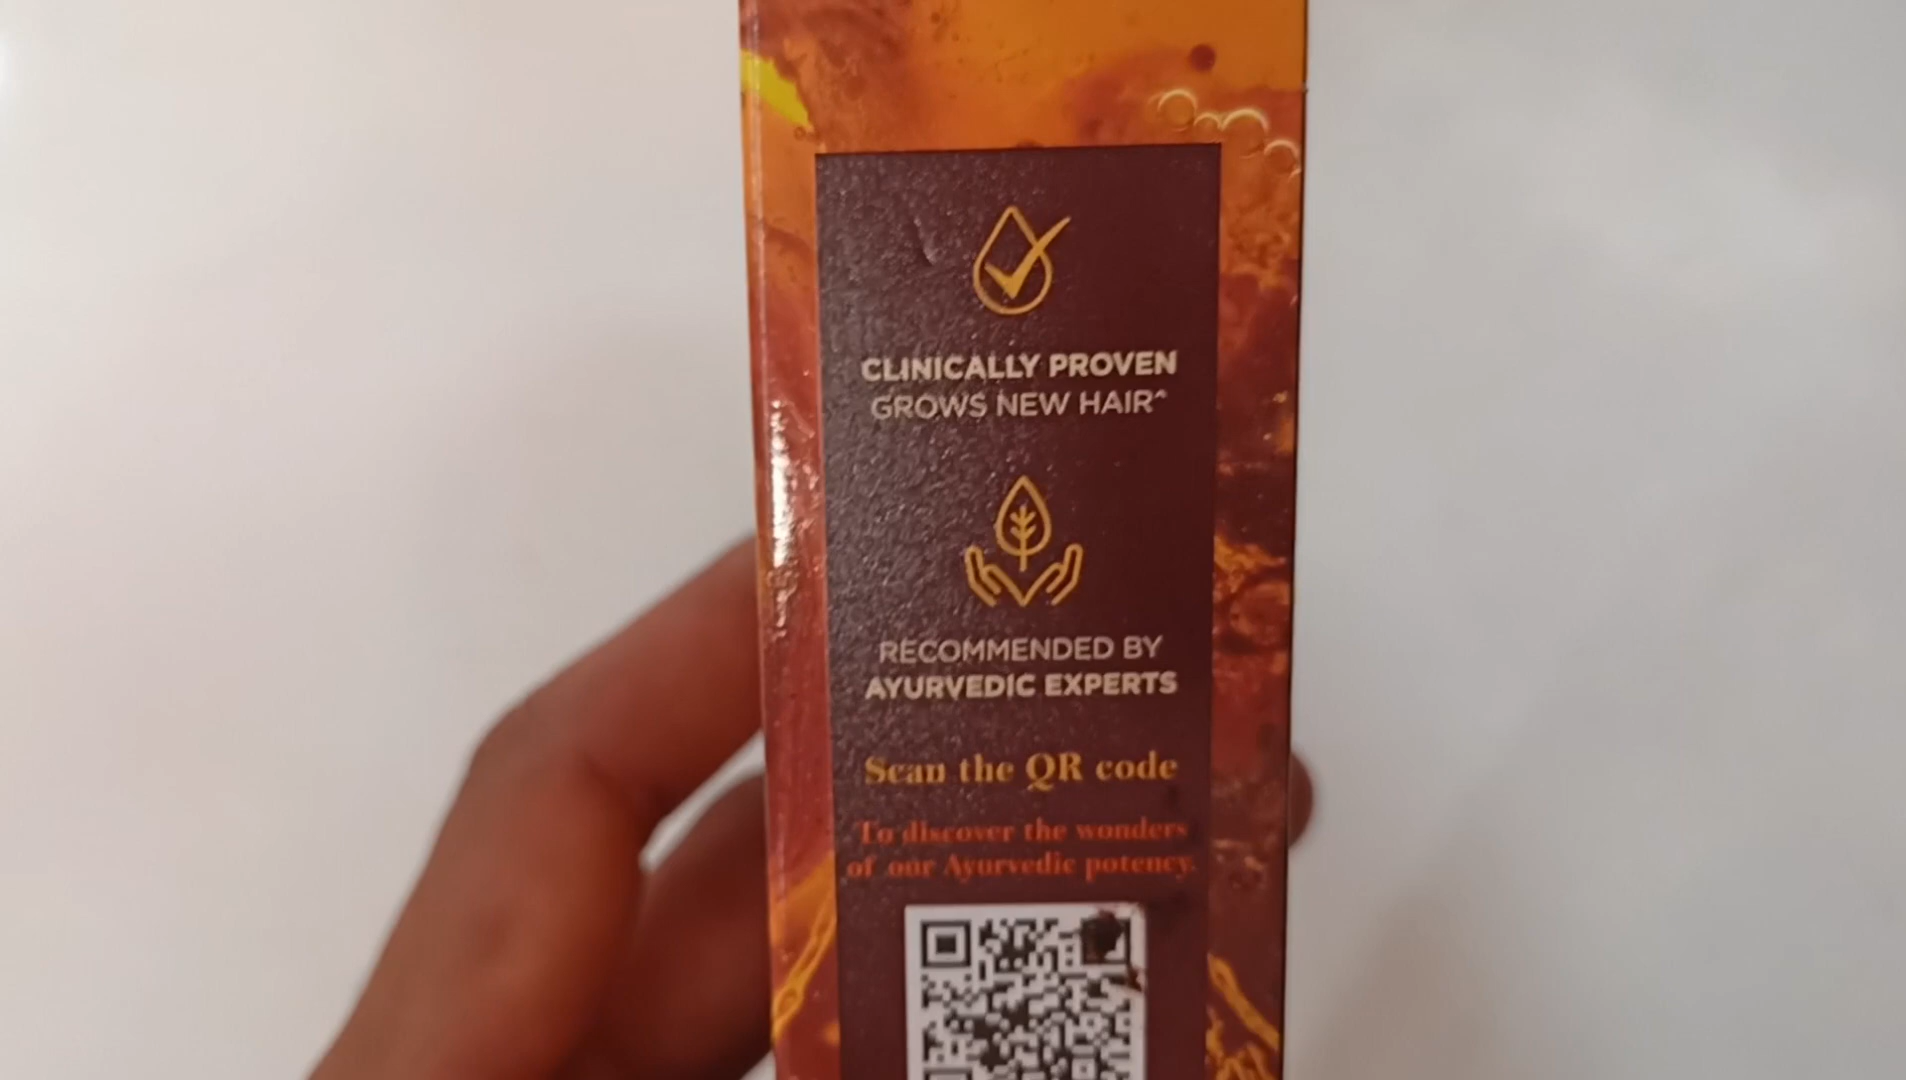 CLINICALLY PROVEN
GROWS NEW HAIR^
RECOMMENDED BY
AYURVEDIC EXPERTS
Scan the QR code
To discover the wonders
of our Ayurvedic potency.